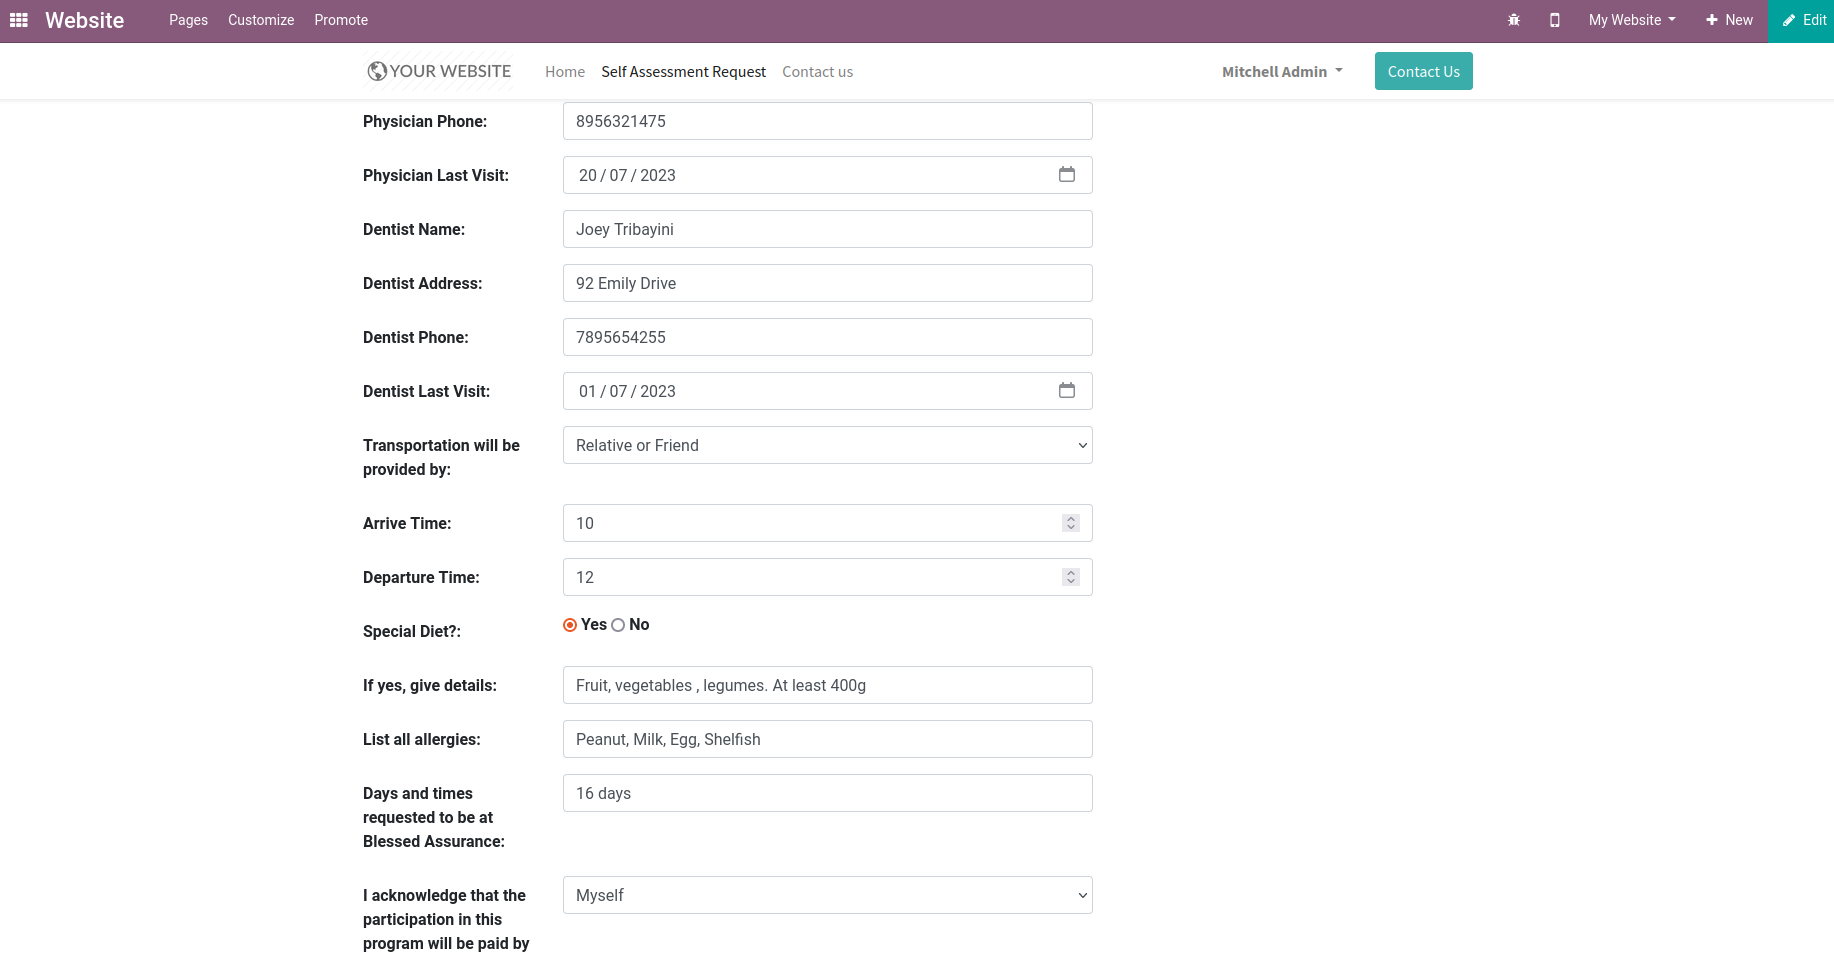 Website Pages Customize Promote My Website New Edit
YOUR WEBSITE Home Self Assessment Request Contact us Mitchell Admin Contact Us
Physician Phone: 8956321475
Physician Last Visit: 20 / 07 / 2023
Dentist Name: Joey Tribayini
Dentist Address: 92 Emily Drive
Dentist Phone: 7895654255
Dentist Last Visit: 01 / 07 / 2023
Transportation will be Relative or Friend
provided by:
Arrive Time: 10
Departure Time: 12
Special Diet?: Yes No
If yes, give details: Fruit, vegetables , legumes. At least 400g
List all allergies: Peanut, Milk, Egg, Shelfish
Days and times 16 days
requested to be at
Blessed Assurance:
I acknowledge that the Myself
participation in this
program will be paid by